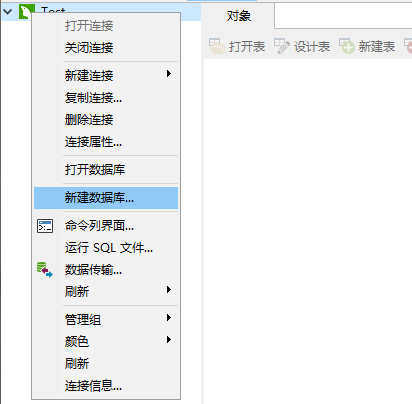 Test
对象
打开表 设计表 新建表
打开连接
关闭连接
新建连接
复制连接...
删除连接
连接属性...
打开数据库
新建数据库...
命令列界面...
运行 SQL 文件...
数据传输...
刷新
管理组
颜色
刷新
连接信息...